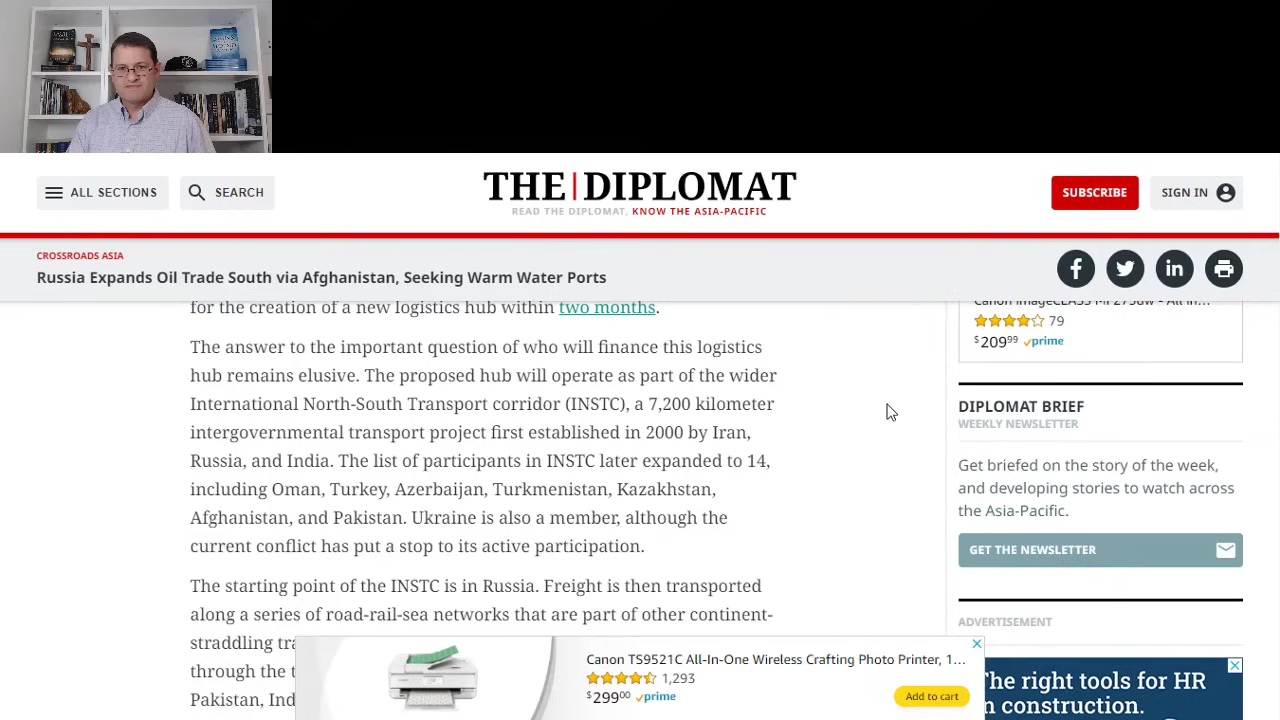 ALL SECTIONS
SEARCH
THE DIPLOMAT
READ THE DIPLOMAT, KNOW THE ASIA-PACIFIC
SUBSCRIBE
SIGN IN
CROSSROADS ASIA
Russia Expands Oil Trade South via Afghanistan, Seeking Warm Water Ports
for the creation of a new logistics hub within two months.
The answer to the important question of who will finance this logistics
hub remains elusive. The proposed hub will operate as part of the wider
International North-South Transport corridor (INSTC), a 7,200 kilometer
intergovernmental transport project first established in 2000 by Iran,
Russia, and India. The list of participants in INSTC later expanded to 14,
including Oman, Turkey, Azerbaijan, Turkmenistan, Kazakhstan,
Afghanistan, and Pakistan. Ukraine is also a member, although the
current conflict has put a stop to its active participation.
The starting point of the INSTC is in Russia. Freight is then transported
along a series of road-rail-sea networks that are part of other continent-
straddling
through the
Pakistan,
79
$209⁹⁹ prime
DIPLOMAT BRIEF
WEEKLY NEWSLETTER
Get briefed on the story of the week,
and developing stories to watch across
the Asia-Pacific.
GET THE NEWSLETTER
ADVERTISEMENT
The right tools for HR
in construction.
Canon TS9521C All-In-One Wireless Crafting Photo Printer, 1...
1,293
$299⁰⁰ prime
Add to cart